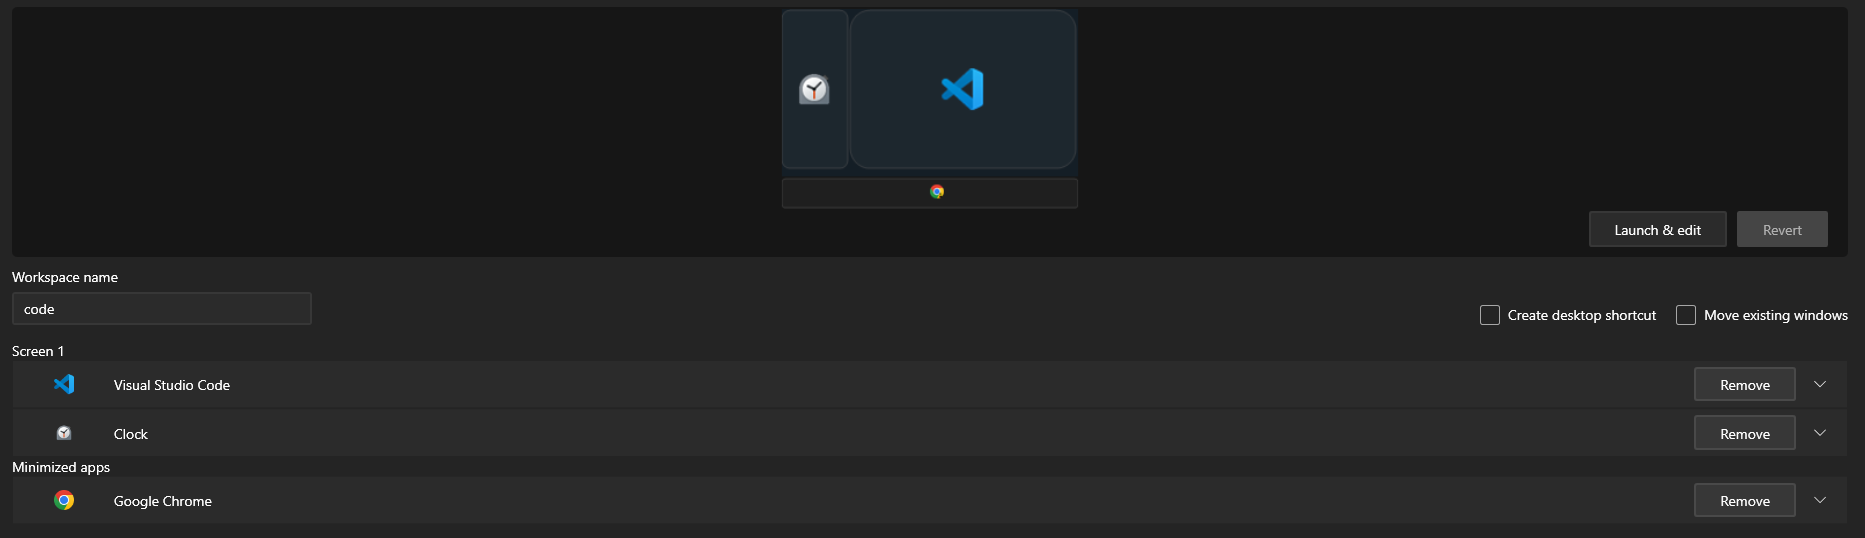 Launch & edit
Revert
Workspace name
code
Create desktop shortcut
Move existing windows
Screen 1
Visual Studio Code
Remove
Clock
Remove
Minimized apps
Google Chrome
Remove